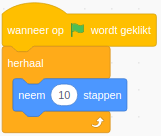 wanneer op wordt geklikt
herhaal
neem 10 stappen